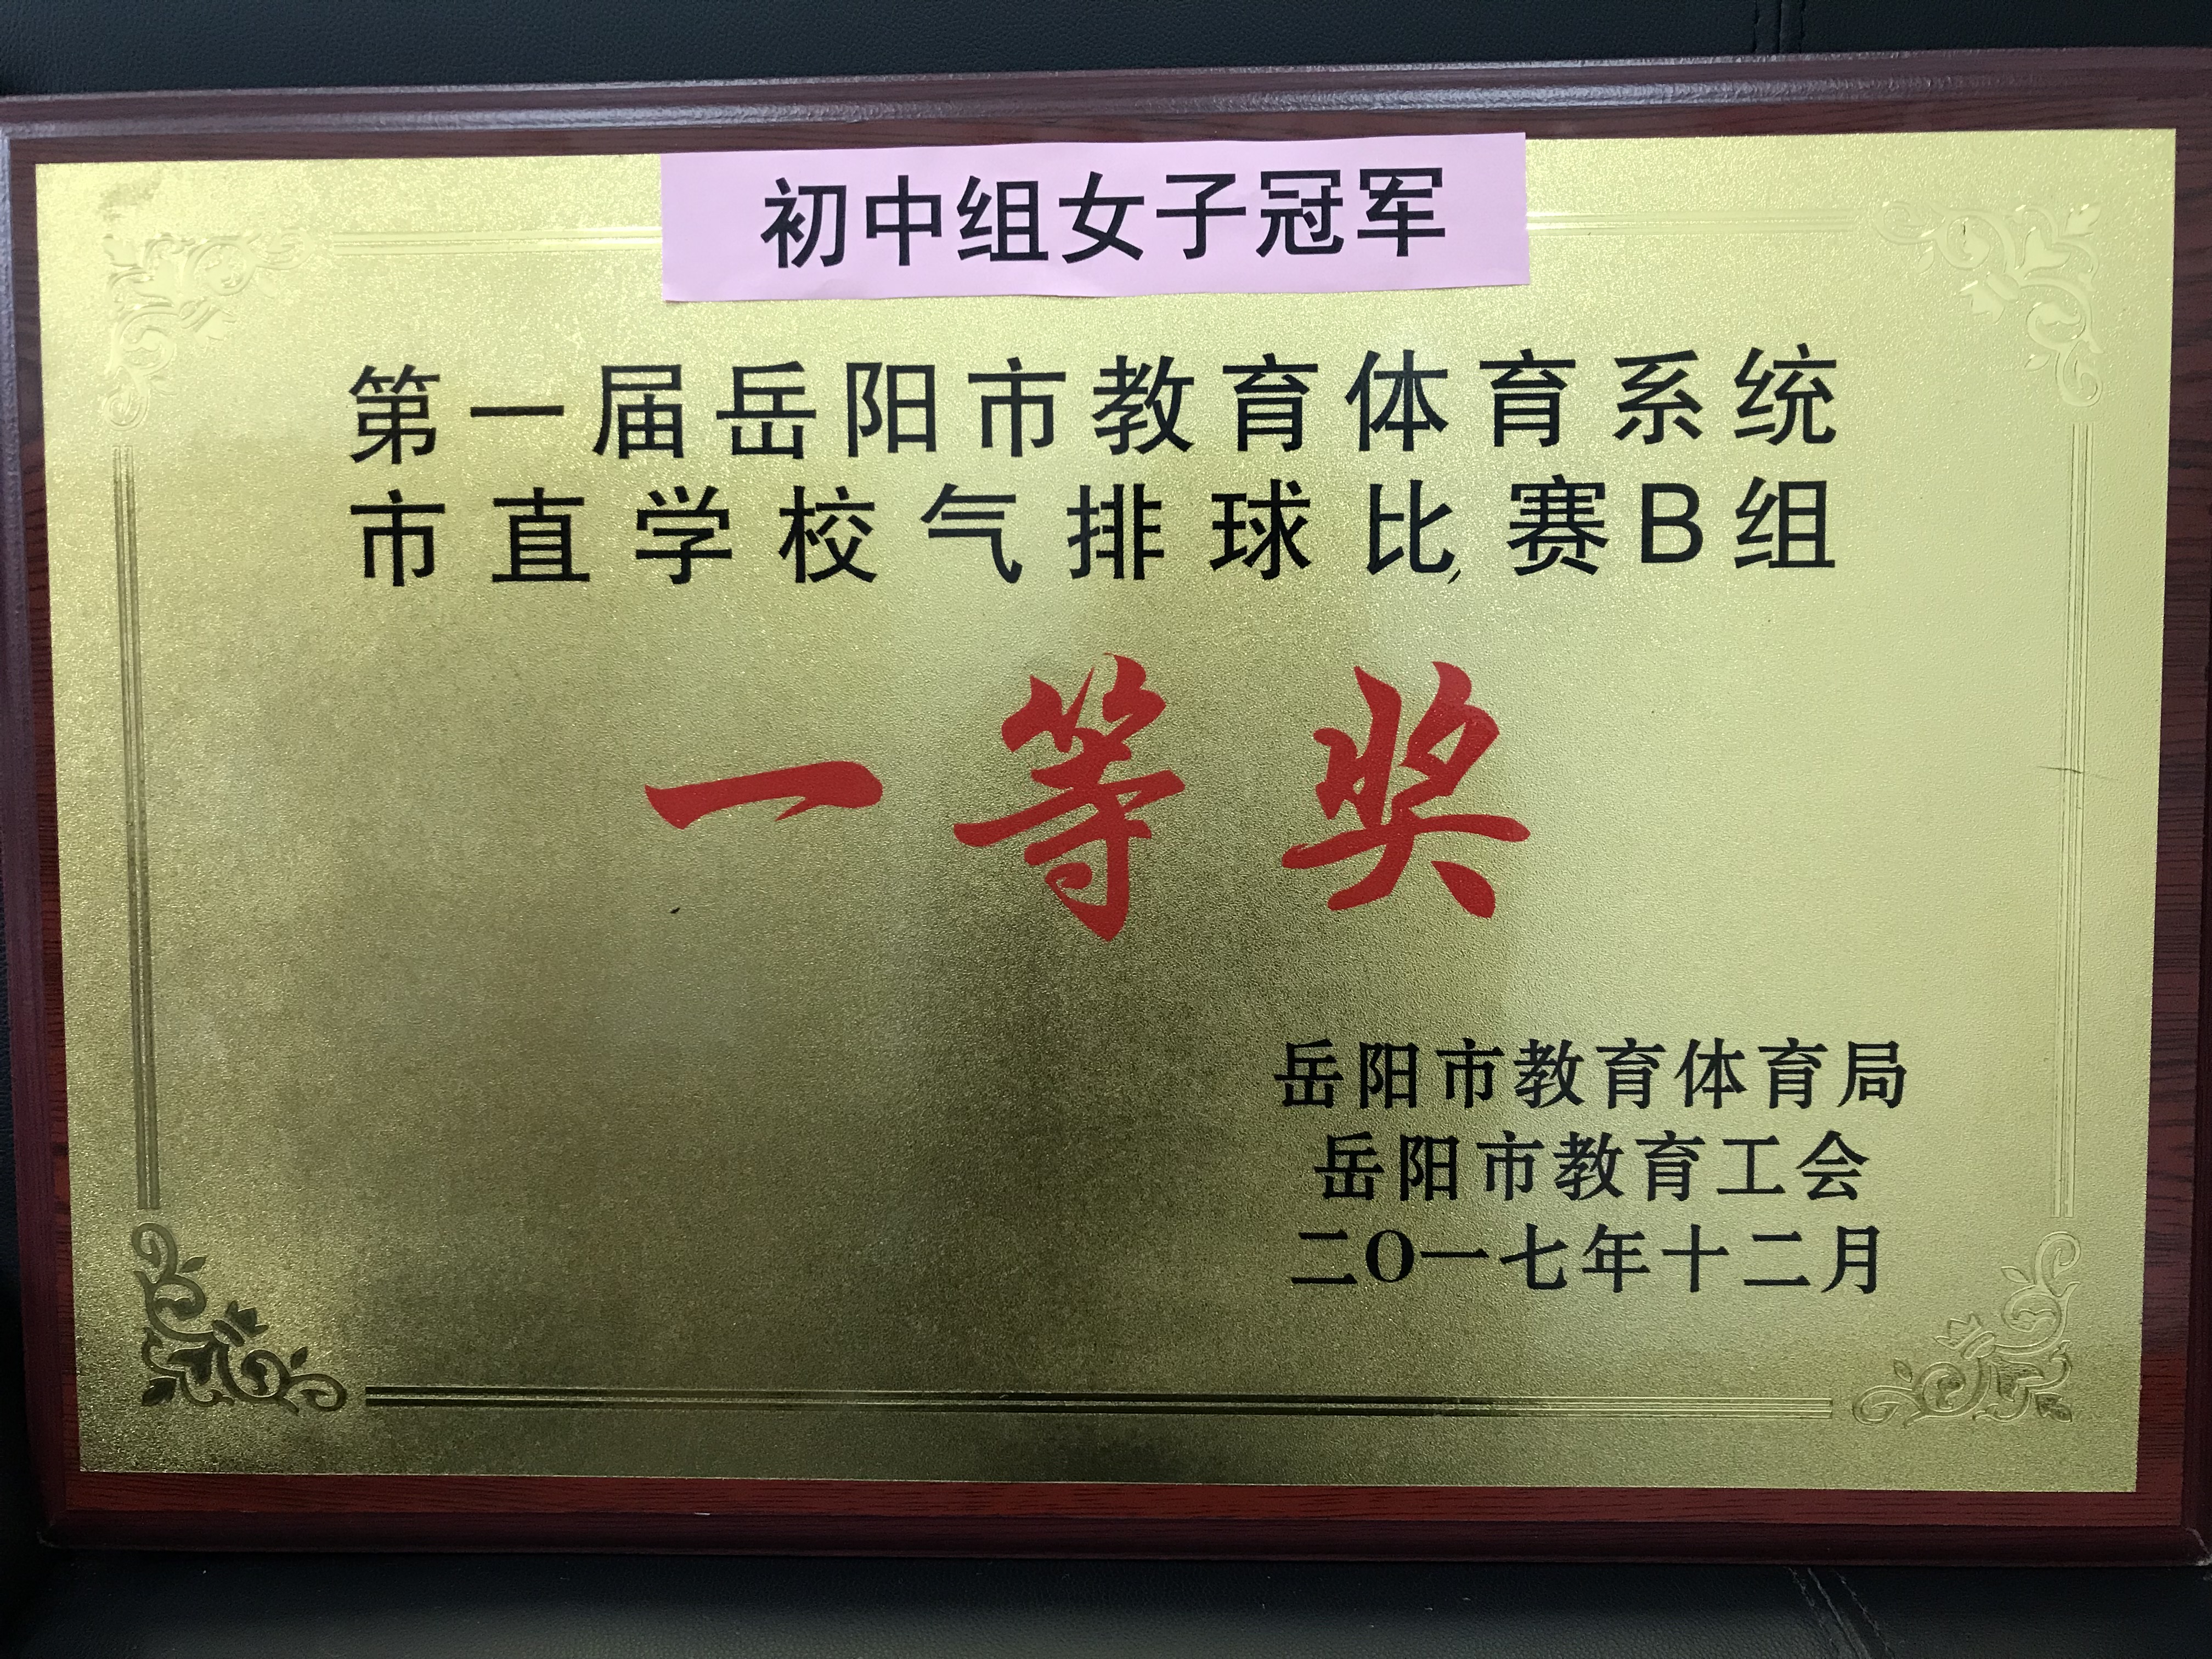 初中组女子冠军
第一届岳阳市教育体育系统
市直学校气排球比赛B组
一等奖
岳阳市教育体育局
岳阳市教育工会
二O一七年十二月